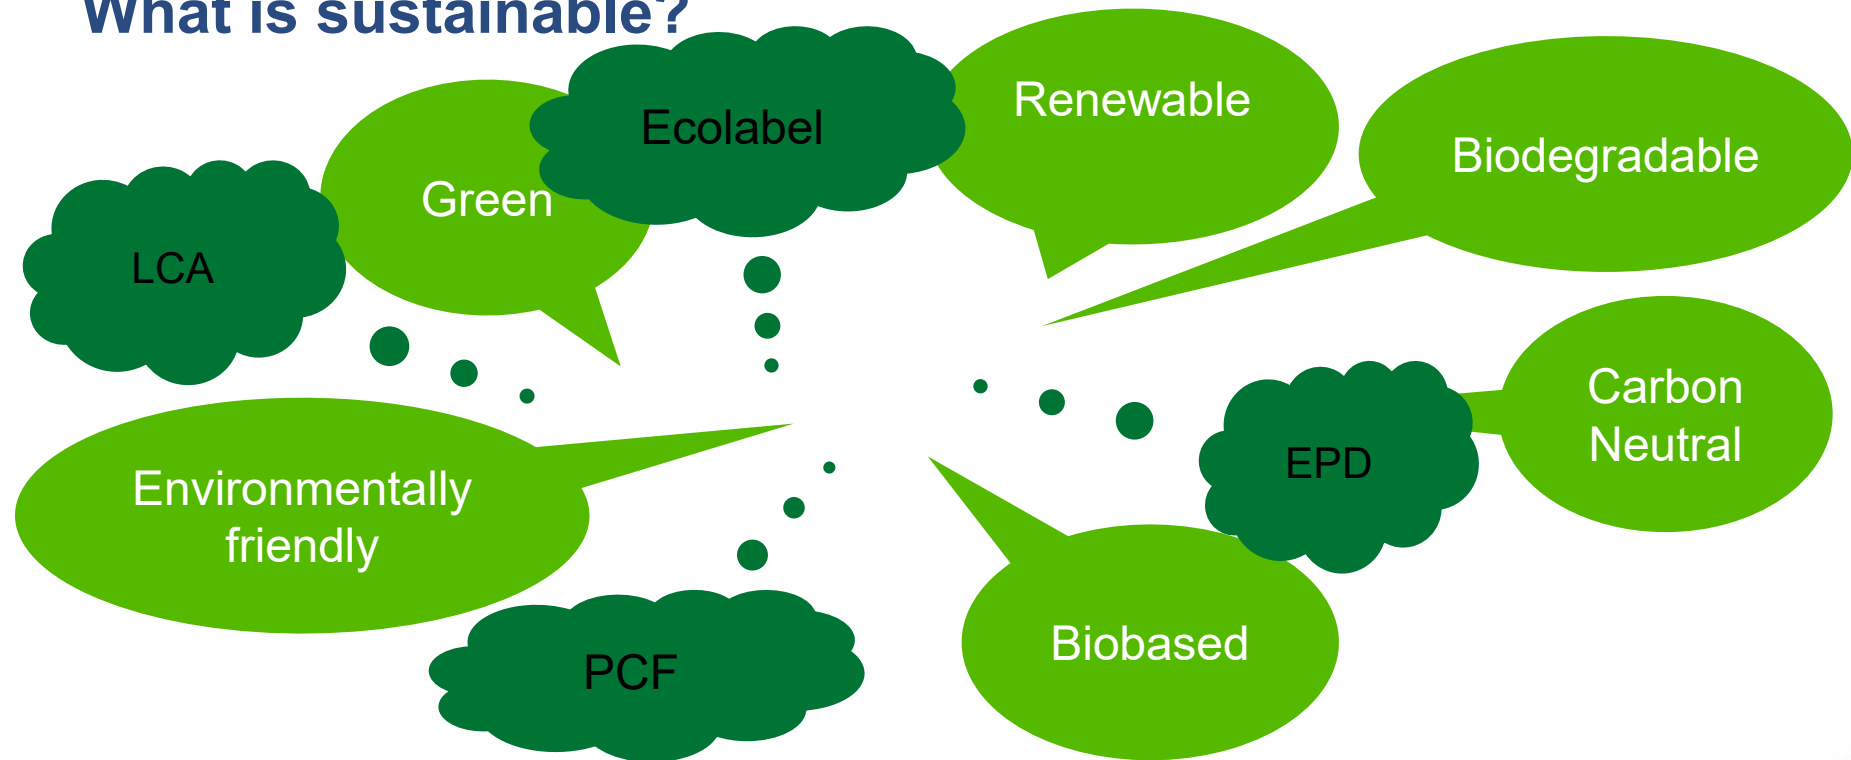 What is sustainable?
Ecolabel
Renewable
Biodegradable
Green
LCA
Carbon
Neutral
EPD
Environmentally
friendly
Biobased
PCF